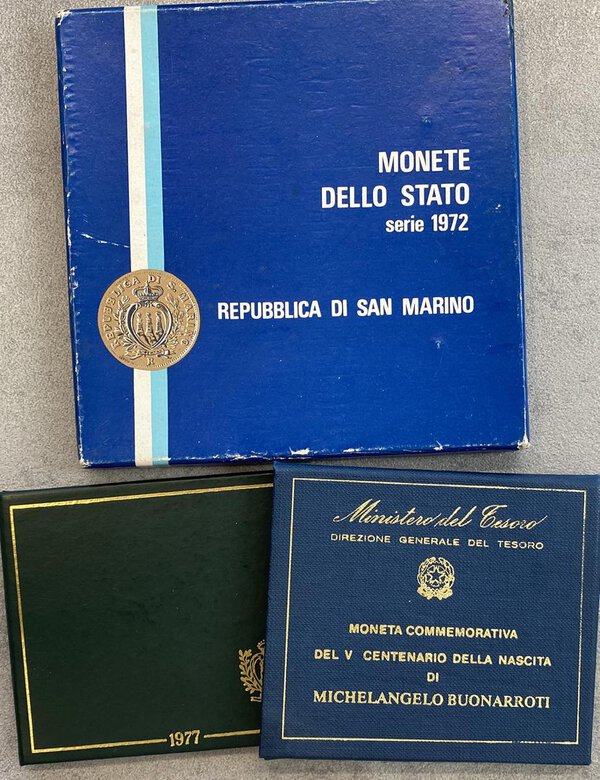 MONETE
DELLO STATO
serie 1972
REPUBBLICA DI SAN MARINO
REPUBBLICA DI S. MARINO
R
1977
Ministero del Tesoro
DIREZIONE GENERALE DEL TESORO
MONETA COMMEMORATIVA
DEL V CENTENARIO DELLA NASCITA
DI
MICHELANGELO BUONARROTI